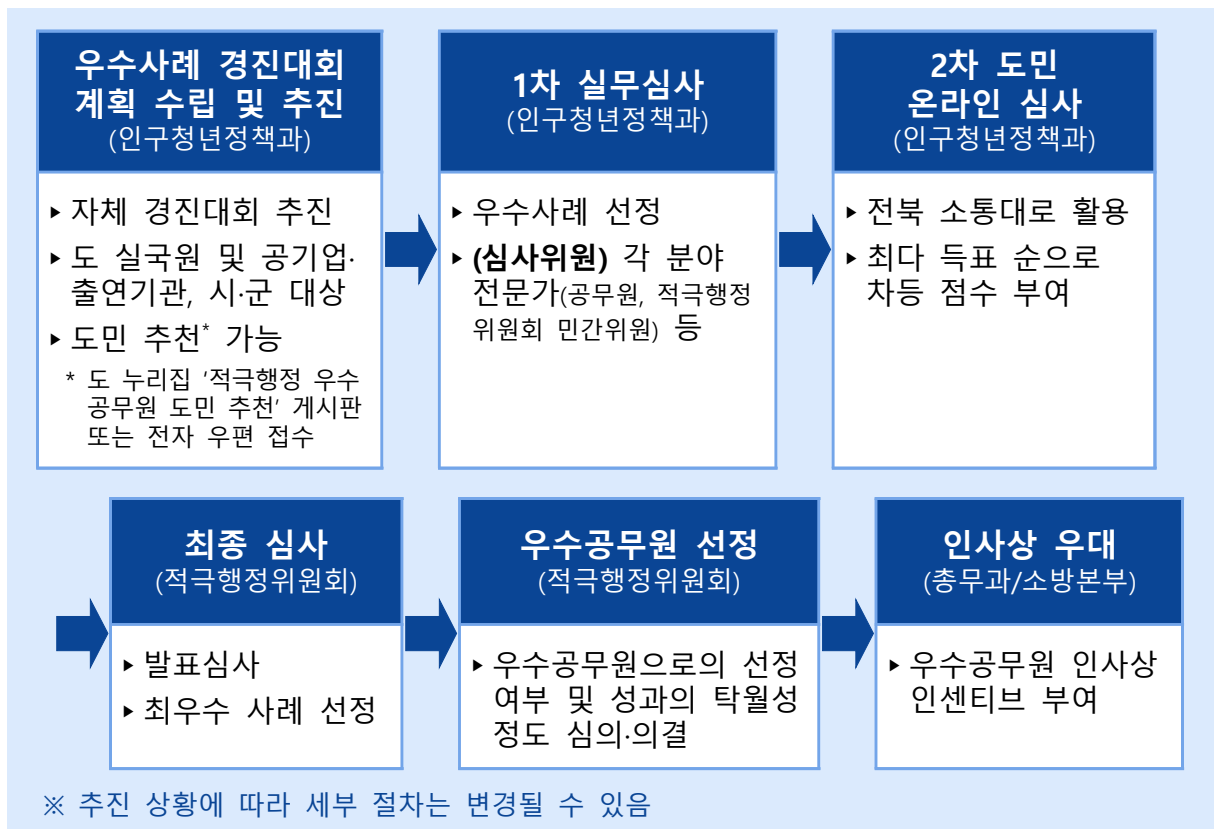 우수사례 경진대회
계획 수립 및 추진
(인구청년정책과)
▸자체 경진대회 추진
▸도 실국원 및 공기업·
출연기관, 시·군 대상
▸도민 추천* 가능
* 도 누리집 '적극행정 우수
공무원 도민 추천' 게시판
또는 전자 우편 접수
1차 실무심사
(인구청년정책과)
▸우수사례 선정
▸(심사위원) 각 분야
전문가(공무원, 적극행정
위원회 민간위원) 등
2차 도민
온라인 심사
(인구청년정책과)
▸전북 소통대로 활용
▸최다 득표 순으로
차등 점수 부여
최종 심사
(적극행정위원회)
▸발표심사
▸최우수 사례 선정
우수공무원 선정
(적극행정위원회)
▸우수공무원으로의 선정
여부 및 성과의 탁월성
정도 심의·의결
인사상 우대
(총무과/소방본부)
▸우수공무원 인사상
인센티브 부여
※ 추진 상황에 따라 세부 절차는 변경될 수 있음